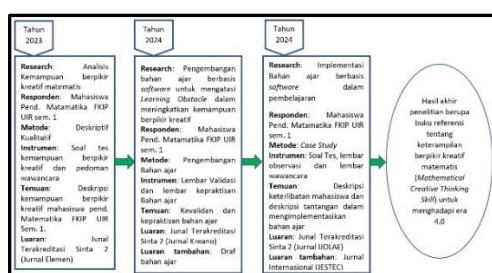 Tahun
2023
Research: Analisis
Kemampuan berpikir
kreatif matematis
Responden: Mahasiswa
Pend. Matamatika FKIP
UIR sem. 1
Metode: Deskriptif
Kualitatif
Instrumen: Soal tes
kemampuan berpikir
kreatif dan pedoman
wawancara
Temuan: Deskripsi
kemampuan berpikir
kreatif mahasiswa pend.
Matematika FKIP UIR
Sem. 1.
Luaran: Junal
Terakreditasi Sinta 2
(Jurnal Elemen)
Tahun
2024
Research: Pengembangan
bahan ajar berbasis
software untuk mengatasi
Learning Obstacle dalam
meningkatkan kemampuan
berpikir kreatif
Responden: Mahasiswa
Pend. Matamatika FKIP UIR
sem. 1
Metode: Pengembangan
Bahan ajar
Instrumen: Lembar Validasi
dan lembar kepraktisan
Bahan ajar
Temuan: Kevalidan dan
kepraktisan bahan ajar
Luaran: Junal Terakreditasi
Sinta 2 (Jurnal Kreano)
Luaran tambahan: Draf
bahan ajar
Tahun
2024
Research: Implementasi
Bahan ajar berbasis
software dalam
pembelajaran
Responden: Mahasiswa
Pend. Matamatika FKIP UIR
sem. 1
Metode: Case Study
Instrumen: Soal Tes, lembar
observasi dan lembar
wawancara
Temuan: Deskripsi
keterlibatan mahasiswa dan
deskripsi tantangan dalam
mengimplementasikan
bahan ajar
Luaran: Junal Terakreditasi
Sinta 2 (Jurnal IJOLAE)
Luaran tambahan: Jurnal
Internasional (JESTEC)
Hasil akhir
penelitian berupa
buku referensi
tentang
keterampilan
berpikir kreatif
matematis
(Mathematical
Creative Thinking
Skill) untuk
menghadapi era
4.0